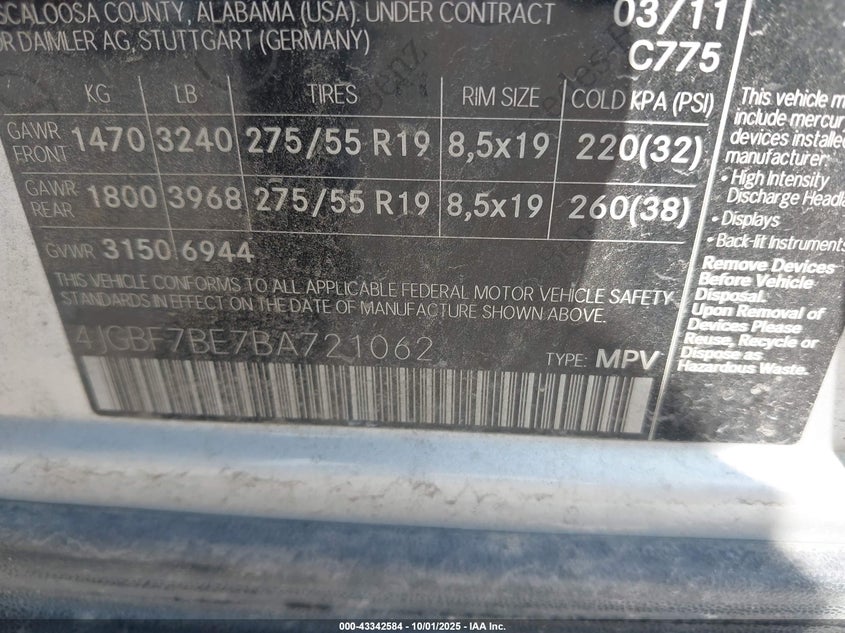 SCALOOSA COUNTY, ALABAMA (USA). UNDER CONTRACT
OR DAIMLER AG, STUTTGART (GERMANY)
03/11
C775
KG LB TIRES RIM SIZE COLD KPA (PSI)
GAWR FRONT 1470 3240 275/55 R19 8,5x19 220(32)
GAWR REAR 1800 3968 275/55 R19 8,5x19 260(38)
GVWR 3150 6944
THIS VEHICLE CONFORMS TO ALL APPLICABLE FEDERAL MOTOR VEHICLE SAFETY
STANDARDS IN EFFECT ON THE DATE OF MANUFACTURE SHOWN ABOVE.
4JGBF7BE7BA721062
TYPE: MPV
This vehicle m
include mercur
devices installe
manufacturer:
• High Intensity
Discharge Headla
• Displays
• Back-lit Instruments
Remove Devices
Before Vehicle
Disposal.
Upon Removal of
Devices Please
Reuse, Recycle or
Dispose as
Hazardous Waste.
000-43342584 - 10/01/2025 - IAA Inc.